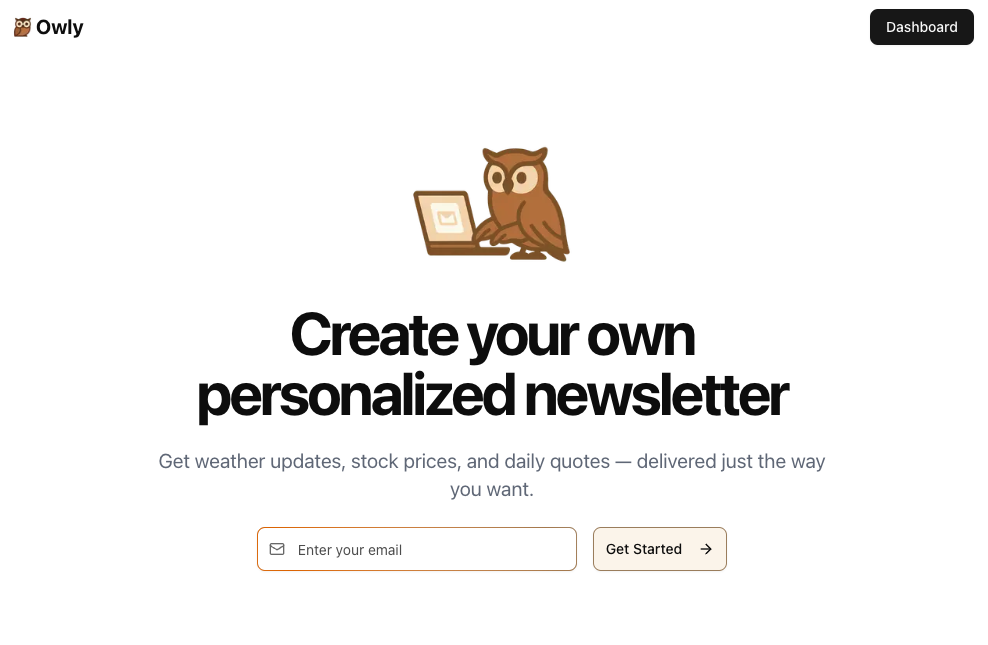 Owly
Dashboard
Create your own
personalized newsletter
Get weather updates, stock prices, and daily quotes — delivered just the way
you want.
Enter your email
Get Started